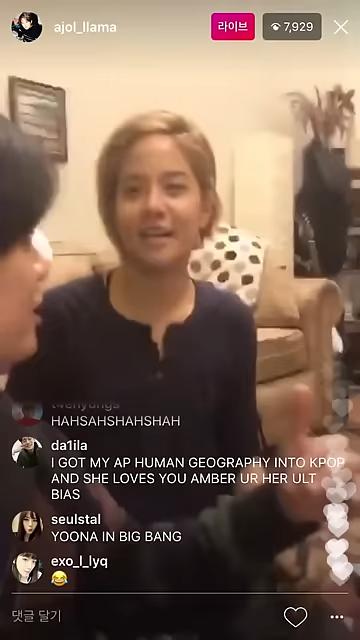 ajol_llama
라이브
7,929
HAHSAHSHAHSHAH
da1ila
I GOT MY AP HUMAN GEOGRAPHY INTO KPOP
AND SHE LOVES YOU AMBER UR HER ULT
BIAS
seulstal
YOONA IN BIG BANG
exo_l_lyq
😂
댓글 달기